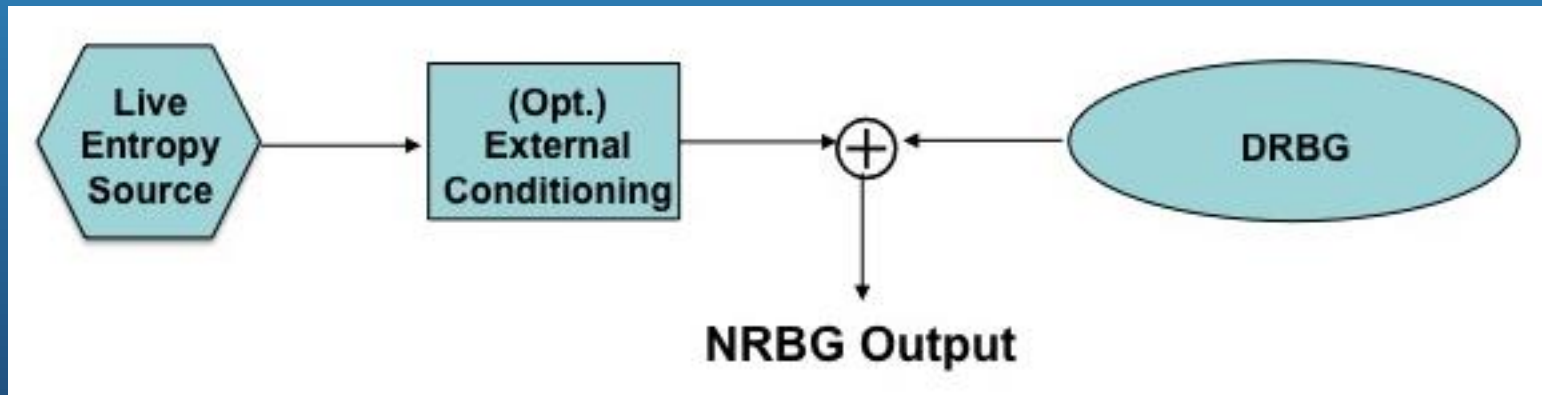 Live
Entropy
Source
(Opt.)
External
Conditioning
DRBG
NRBG Output